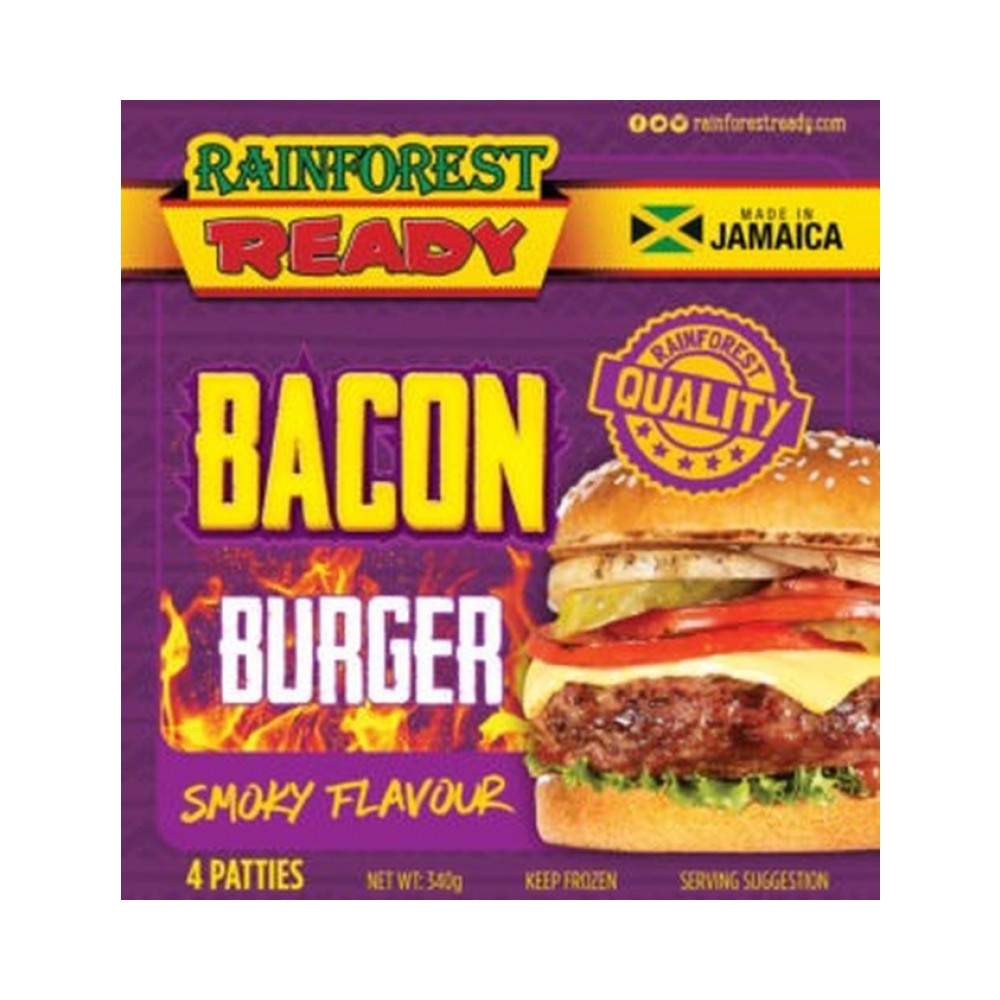 rainforestready.com
RAINFOREST
READY
MADE IN
JAMAICA
RAINFOREST
QUALITY
BACON
BURGER
SMOKY FLAVOUR
4 PATTIES
NET WT: 340g
KEEP FROZEN
SERVING SUGGESTION